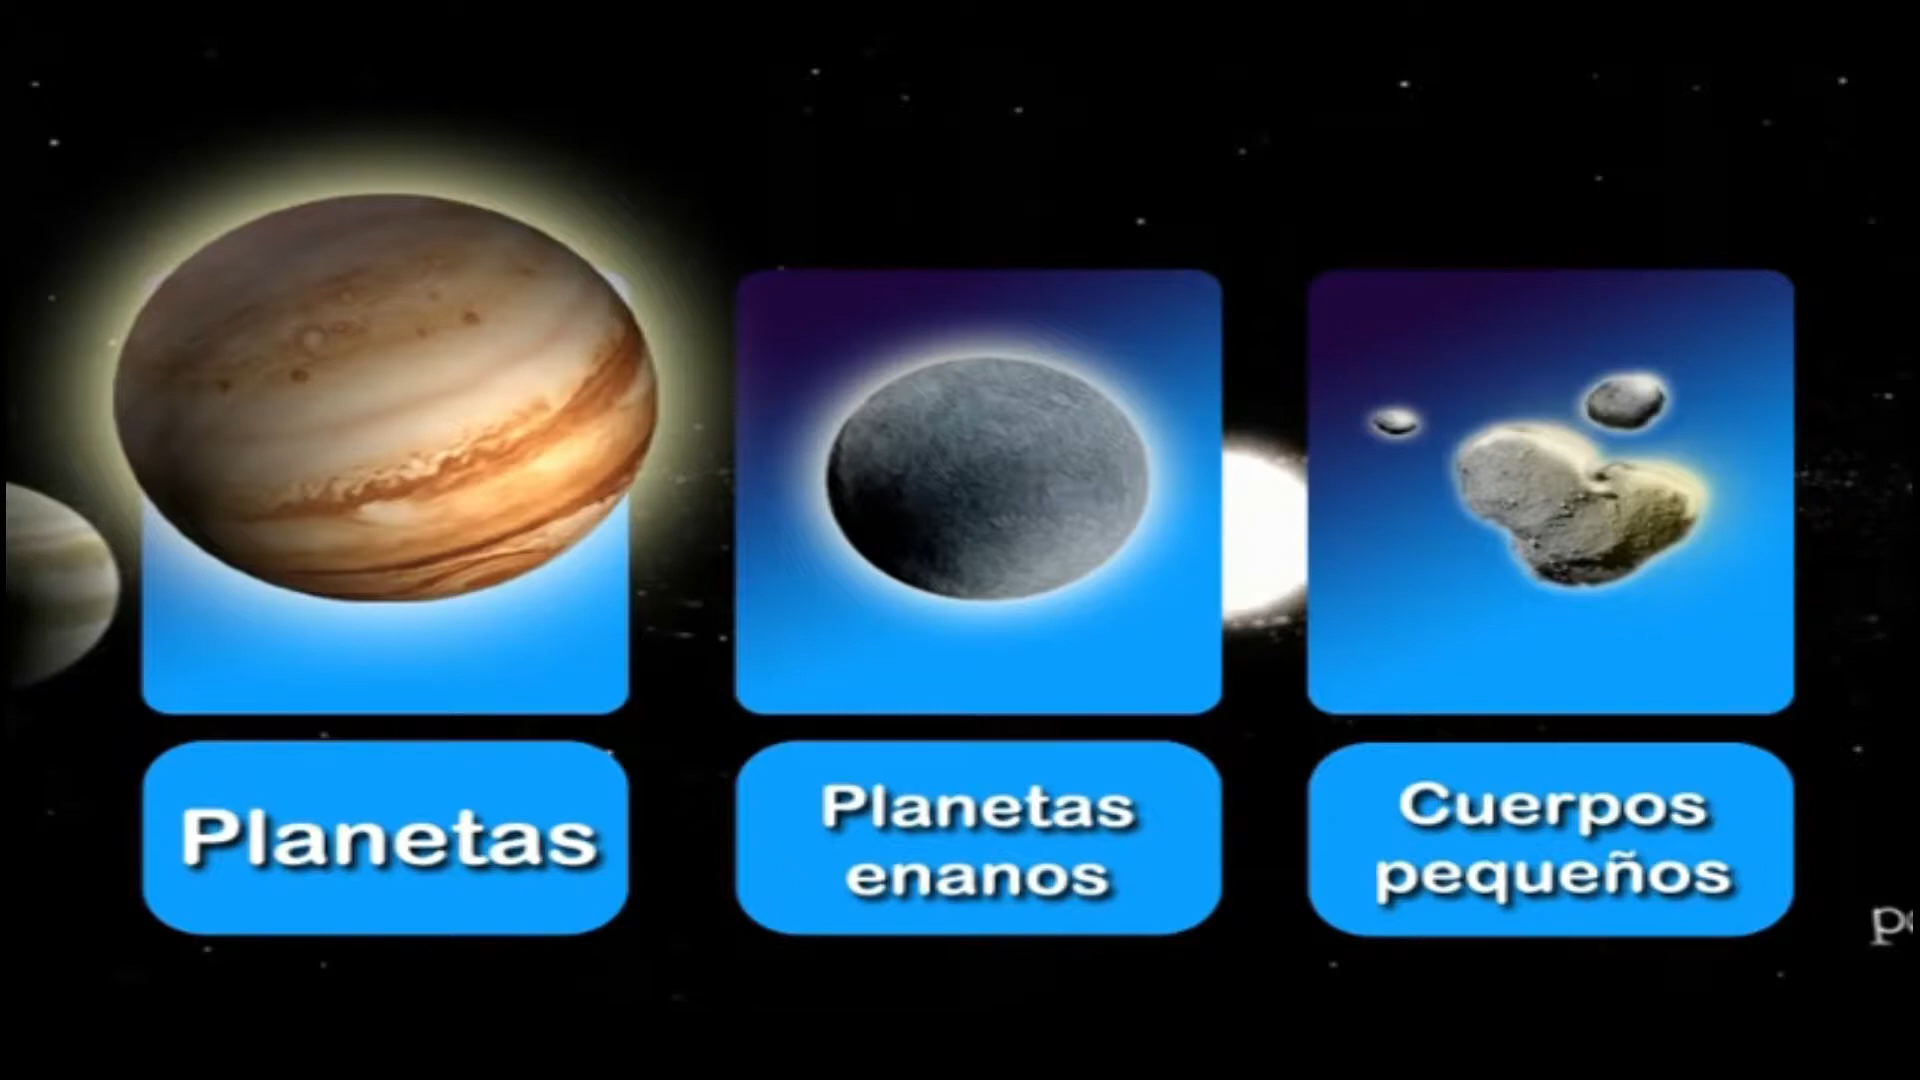 Planetas
Planetas
enanos
Cuerpos
pequeños